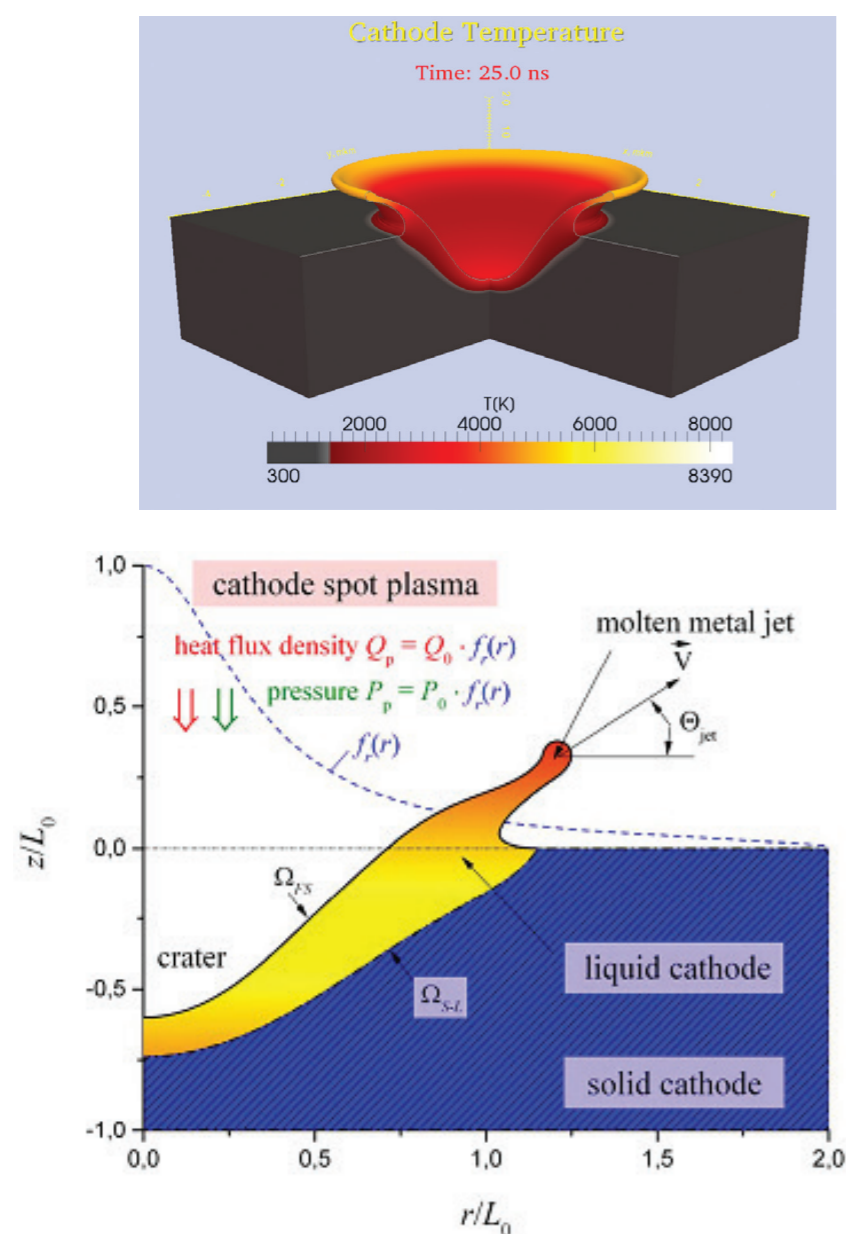 Cathode Temperature
Time: 25.0 ns
T(K)
2000 4000 6000 8000
300 8390
1,0
cathode spot plasma
heat flux density Qₚ = Q₀ · fᵣ(r)
pressure Pₚ = P₀ · fᵣ(r)
fᵣ(r)
molten metal jet
V
Θjet
0,5
z/L₀
0,0
ΩFS
crater
liquid cathode
-0,5
ΩS-L
solid cathode
-1,0
0,0 0,5 1,0 1,5 2,0
r/L₀